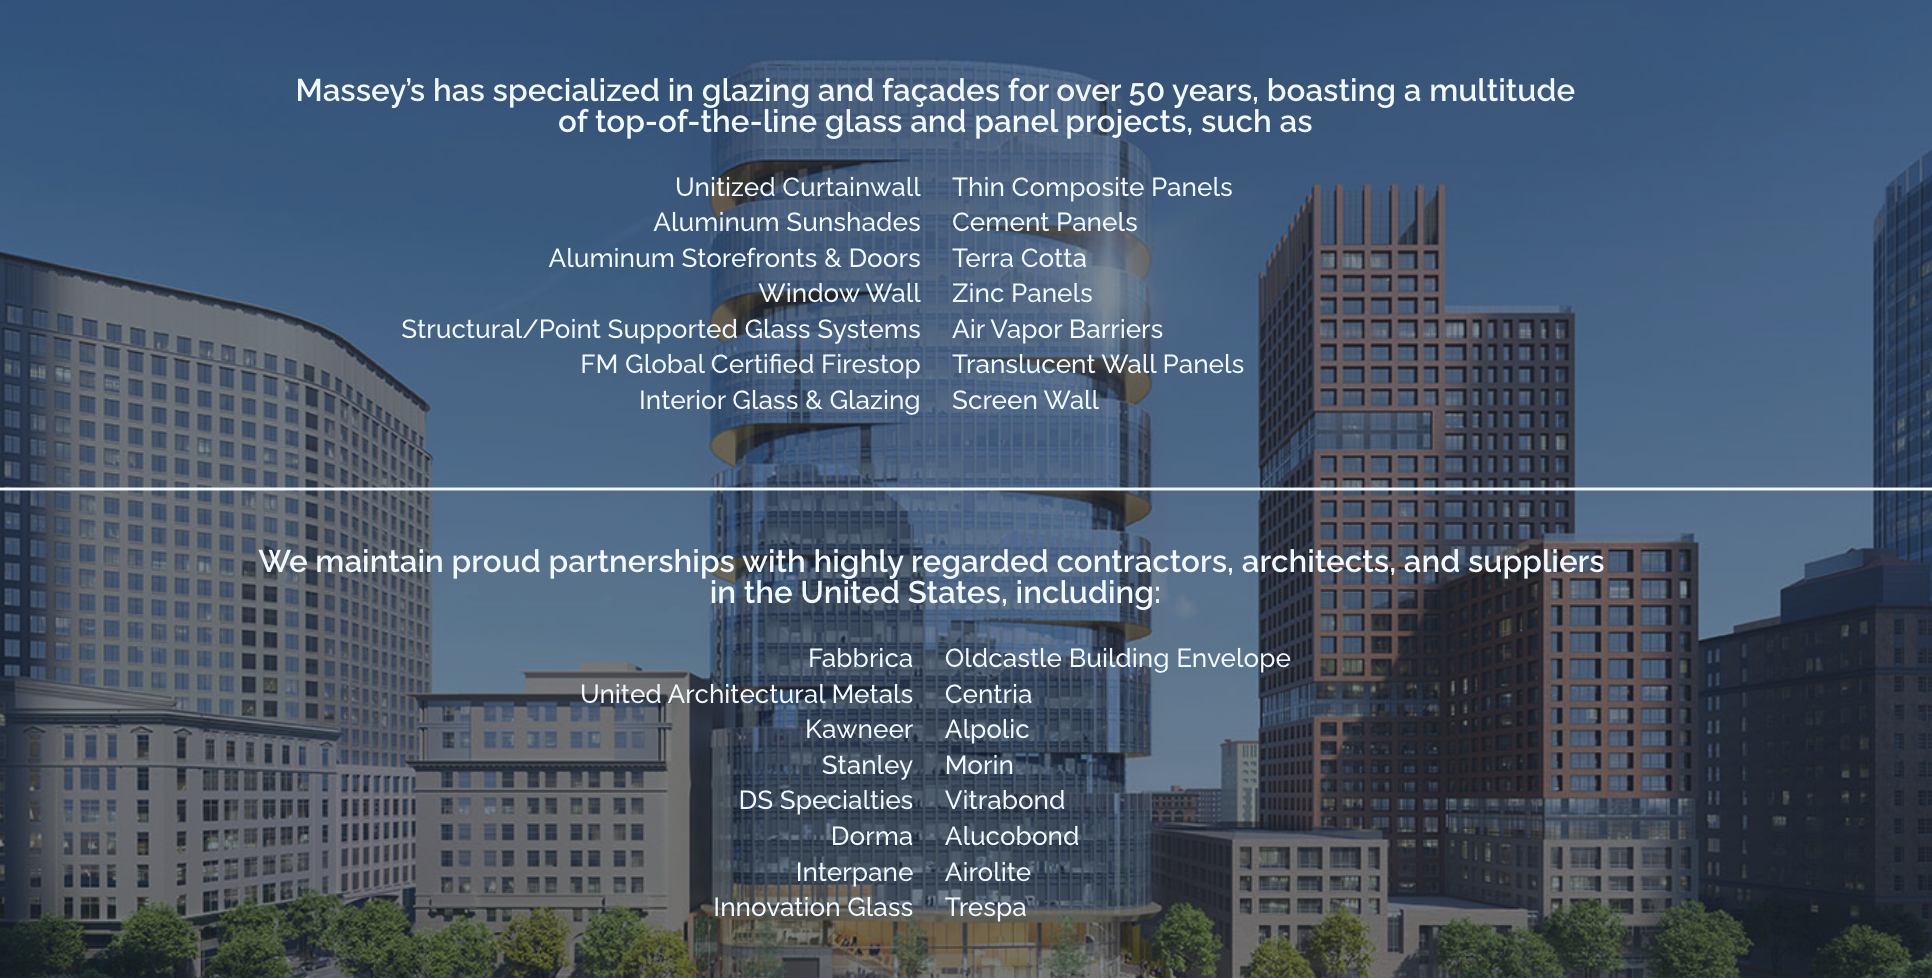 Massey’s has specialized in glazing and façades for over 50 years, boasting a multitude
of top-of-the-line glass and panel projects, such as
Unitized Curtainwall
Aluminum Sunshades
Aluminum Storefronts & Doors
Window Wall
Structural/Point Supported Glass Systems
FM Global Certified Firestop
Interior Glass & Glazing
Thin Composite Panels
Cement Panels
Terra Cotta
Zinc Panels
Air Vapor Barriers
Translucent Wall Panels
Screen Wall
We maintain proud partnerships with highly regarded contractors, architects, and suppliers
in the United States, including:
Fabbrica
United Architectural Metals
Kawneer
Stanley
DS Specialties
Dorma
Interpane
Innovation Glass
Oldcastle Building Envelope
Centria
Alpolic
Morin
Vitrabond
Alucobond
Airolite
Trespa